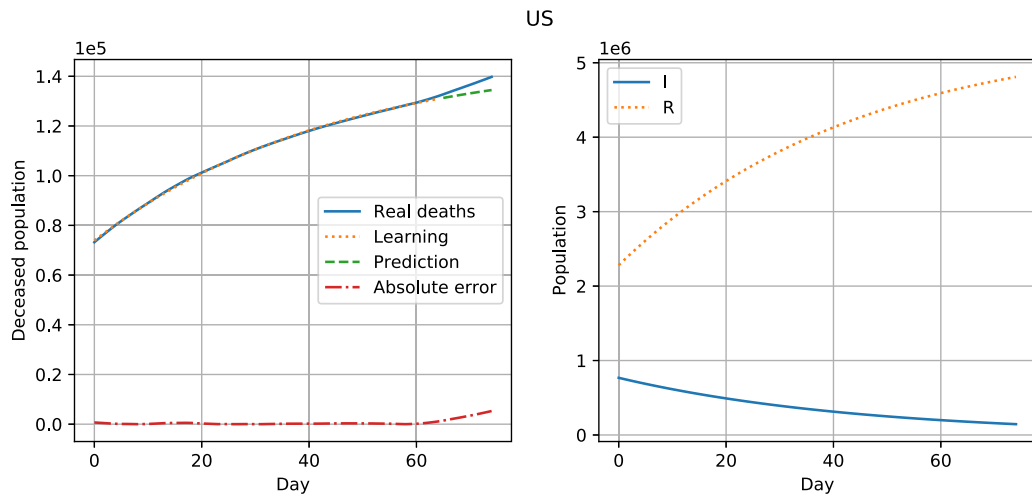 US
1e5
Deceased population
1.4
1.2
1.0
0.8
0.6
0.4
0.2
0.0
Real deaths
Learning
Prediction
Absolute error
0
20
40
60
Day
1e6
Population
5
4
3
2
1
0
I
R
0
20
40
60
Day